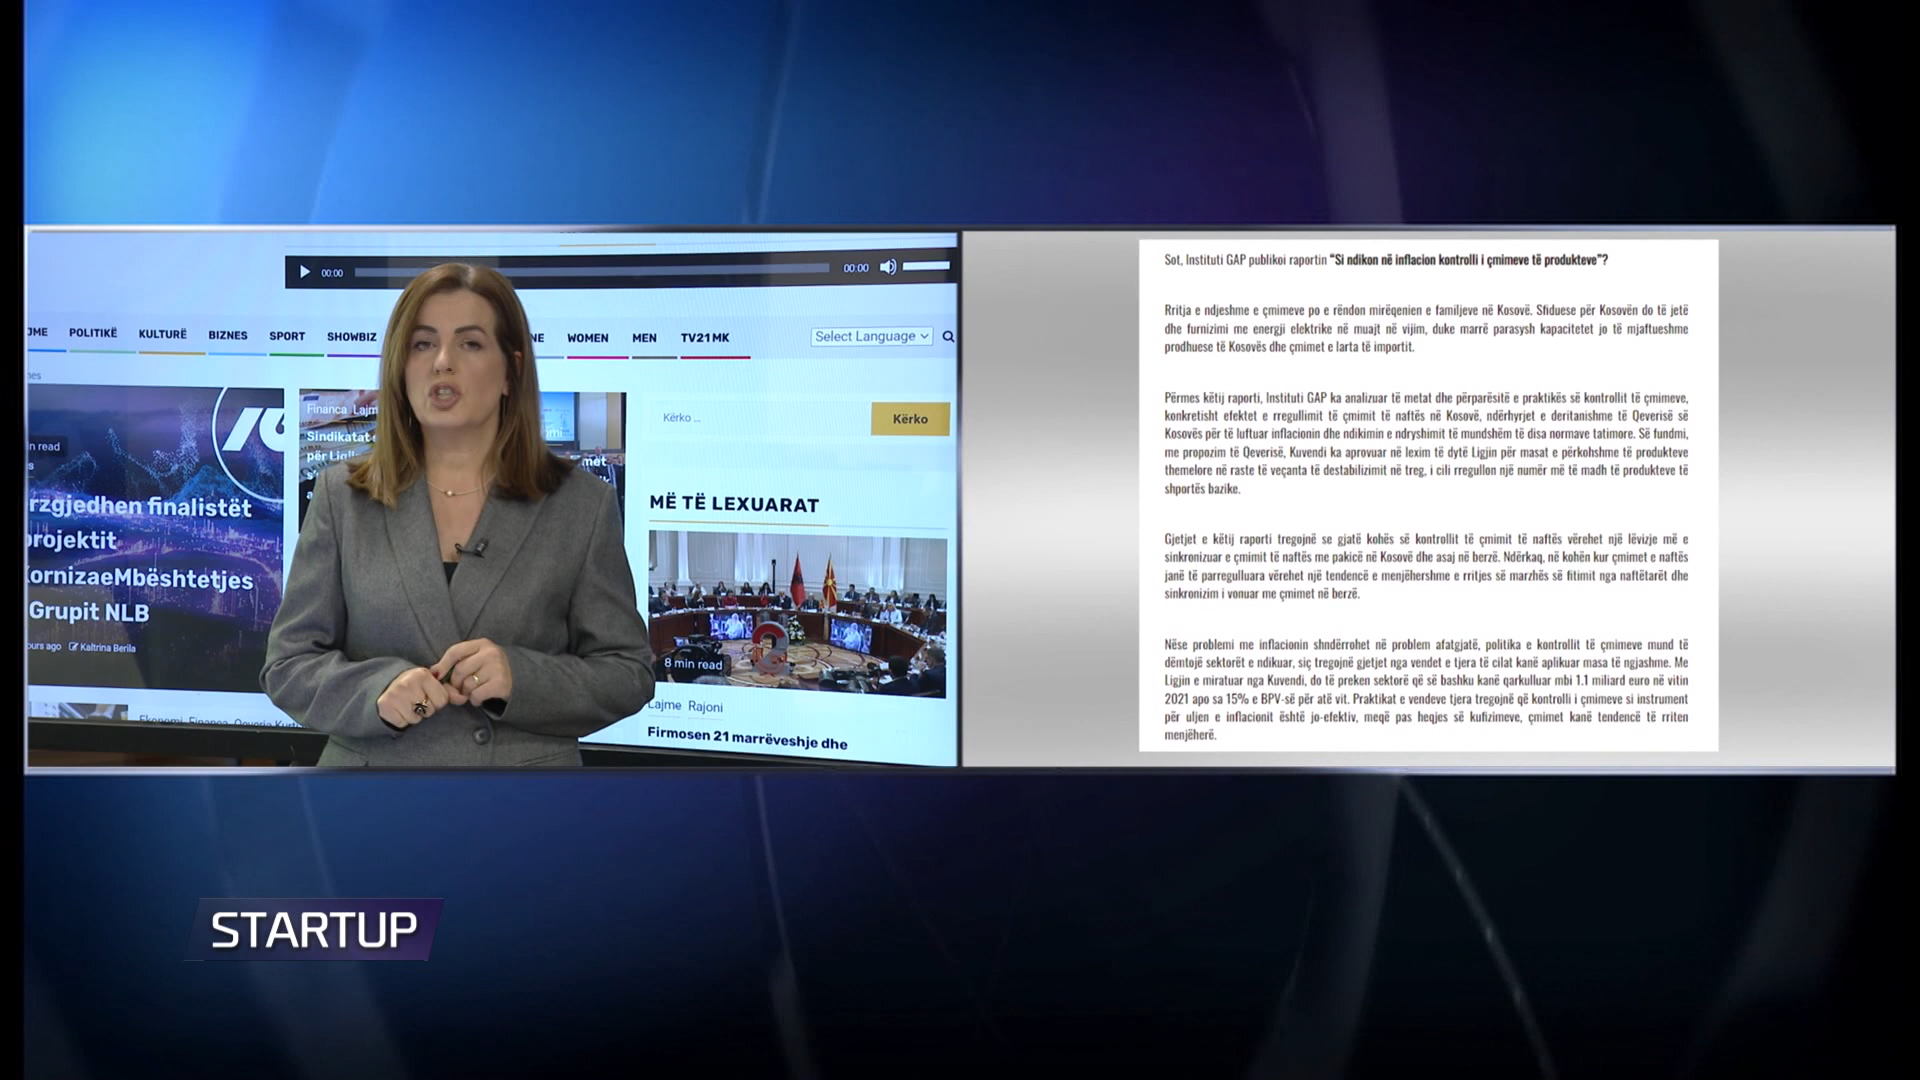 00:00
00:00
POLITIKË KULTURË BIZNES SPORT SHOWBIZ WOMEN MEN TV21 MK
Select Language
Financa Lajm
Sindikatat
për
Kërko ...
Kërko
finalistët
MË TË LEXUARAT
Grupit NLB
ago Kaltrina Berila
8 min read
Lajme Rajoni
Firmosen 21 marrëveshje dhe
Sot, Instituti GAP publikoi raportin “Si ndikon në inflacion kontrolli i çmimeve të produkteve”?
Rritja e ndjeshme e çmimeve po e rëndon mirëqenien e familjeve në Kosovë. Sfiduese për Kosovën do të jetë
dhe furnizimi me energji elektrike në muajt në vijim, duke marrë parasysh kapacitetet jo të mjaftueshme
prodhuese të Kosovës dhe çmimet e larta të importit.
Përmes këtij raporti, Instituti GAP ka analizuar të metat dhe përparësitë e praktikës së kontrollit të çmimeve,
konkretisht efektet e rregullimit të çmimit të naftës në Kosovë, ndërhyrjet e deritanishme të Qeverisë së
Kosovës për të luftuar inflacionin dhe ndikimin e ndryshimit të mundshëm të disa normave tatimore. Së fundmi,
me propozim të Qeverisë, Kuvendi ka aprovuar në lexim të dytë Ligjin për masat e përkohshme të produkteve
themelore në raste të veçanta të destabilizimit në treg, i cili rregullon një numër më të madh të produkteve të
shportës bazike.
Gjetjet e këtij raporti tregojnë se gjatë kohës së kontrollit të çmimit të naftës vërehet një lëvizje më e
sinkronizuar e çmimit të naftës me pakicë në Kosovë dhe asaj në berzë. Ndërkaq, në kohën kur çmimet e naftës
janë të parregulluara vërehet një tendencë e menjëhershme e rritjes së marzhës së fitimit nga naftëtarët dhe
sinkronizim i vonuar me çmimet në berzë.
Nëse problemi me inflacionin shndërrohet në problem afatgjatë, politika e kontrollit të çmimeve mund të
dëmtojë sektorët e ndikuar, siç tregojnë gjetjet nga vendet e tjera të cilat kanë aplikuar masa të ngjashme. Me
Ligjin e miratuar nga Kuvendi, do të preken sektorë që së bashku kanë qarkulluar mbi 1.1 miliard euro në vitin
2021 apo sa 15% e BPV-së për atë vit. Praktikat e vendeve tjera tregojnë që kontrolli i çmimeve si instrument
për uljen e inflacionit është jo-efektiv, meqë pas heqjes së kufizimeve, çmimet kanë tendencë të rriten
menjëherë.
STARTUP